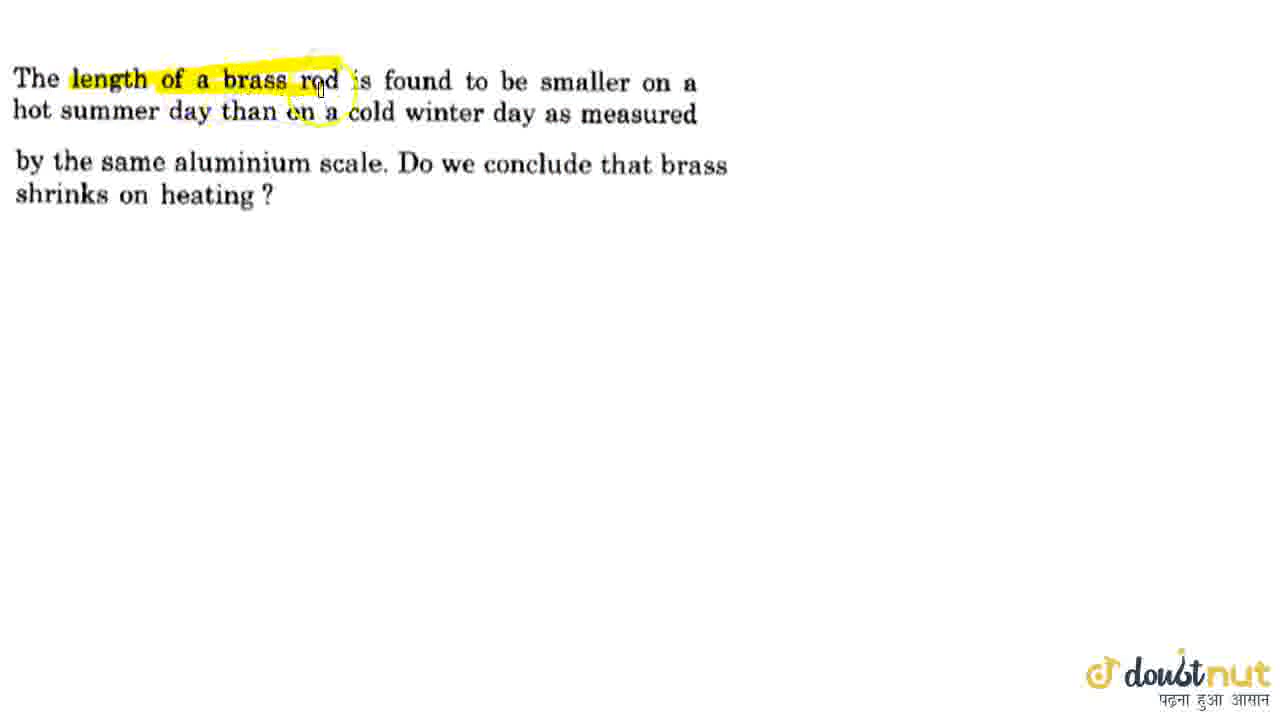 The length of a brass rod is found to be smaller on a
hot summer day than on a cold winter day as measured
by the same aluminium scale. Do we conclude that brass
shrinks on heating ?
doubtnut
पढ़ना हुआ आसान